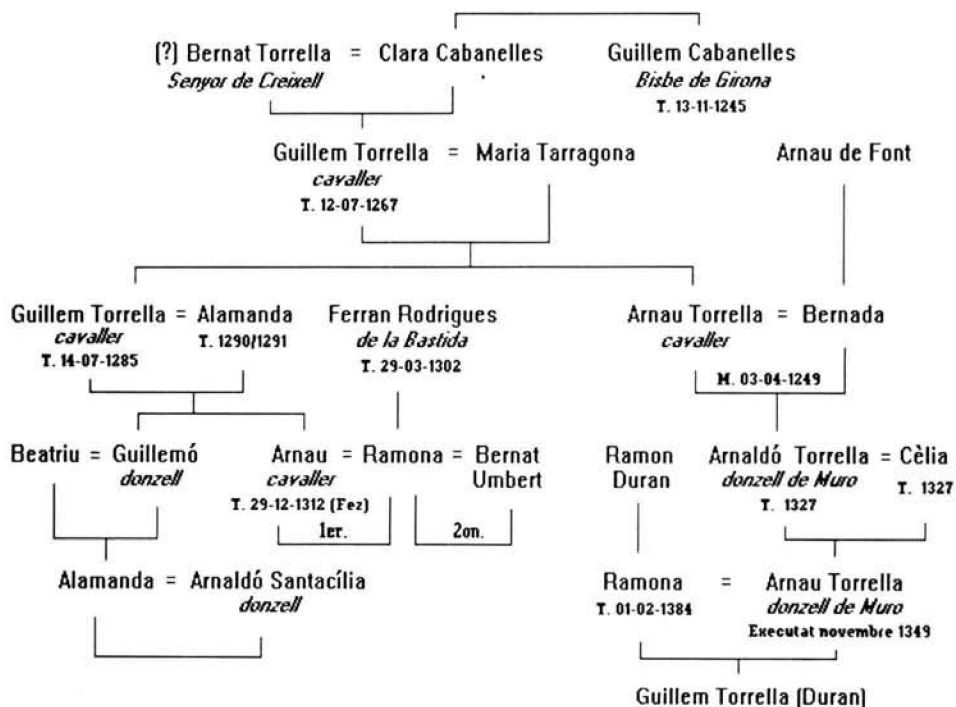 (?) Bernat Torrella = Clara Cabanelles Guillem Cabanelles
Senyor de Creixell Bisbe de Girona
T. 13-11-1245
Guillem Torrella = Maria Tarragona Arnau de Font
cavaller
T. 12-07-1267
Guillem Torrella = Alamanda Ferran Rodrigues Arnau Torrella = Bernada
cavaller T. 1290/1291 de la Bastida cavaller
T. 14-07-1285 T. 29-03-1302
M. 03-04-1249
Beatriu = Guillemó Arnau = Ramona = Bernat Ramon Arnaldó Torrella = Cèlia
donzell cavaller Umbert Duran donzell de Muro T. 1327
T. 29-12-1312 (Fez) T. 1327
1er. 2on.
Alamanda = Arnaldó Santacília Ramona = Arnau Torrella
donzell T. 01-02-1384 donzell de Muro
Executat novembre 1349
Guillem Torrella (Duran)